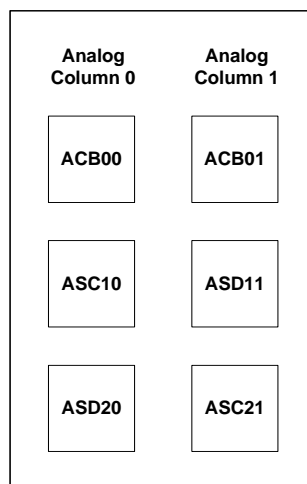 Analog
Column 0
Analog
Column 1
ACB00
ACB01
ASC10
ASD11
ASD20
ASC21